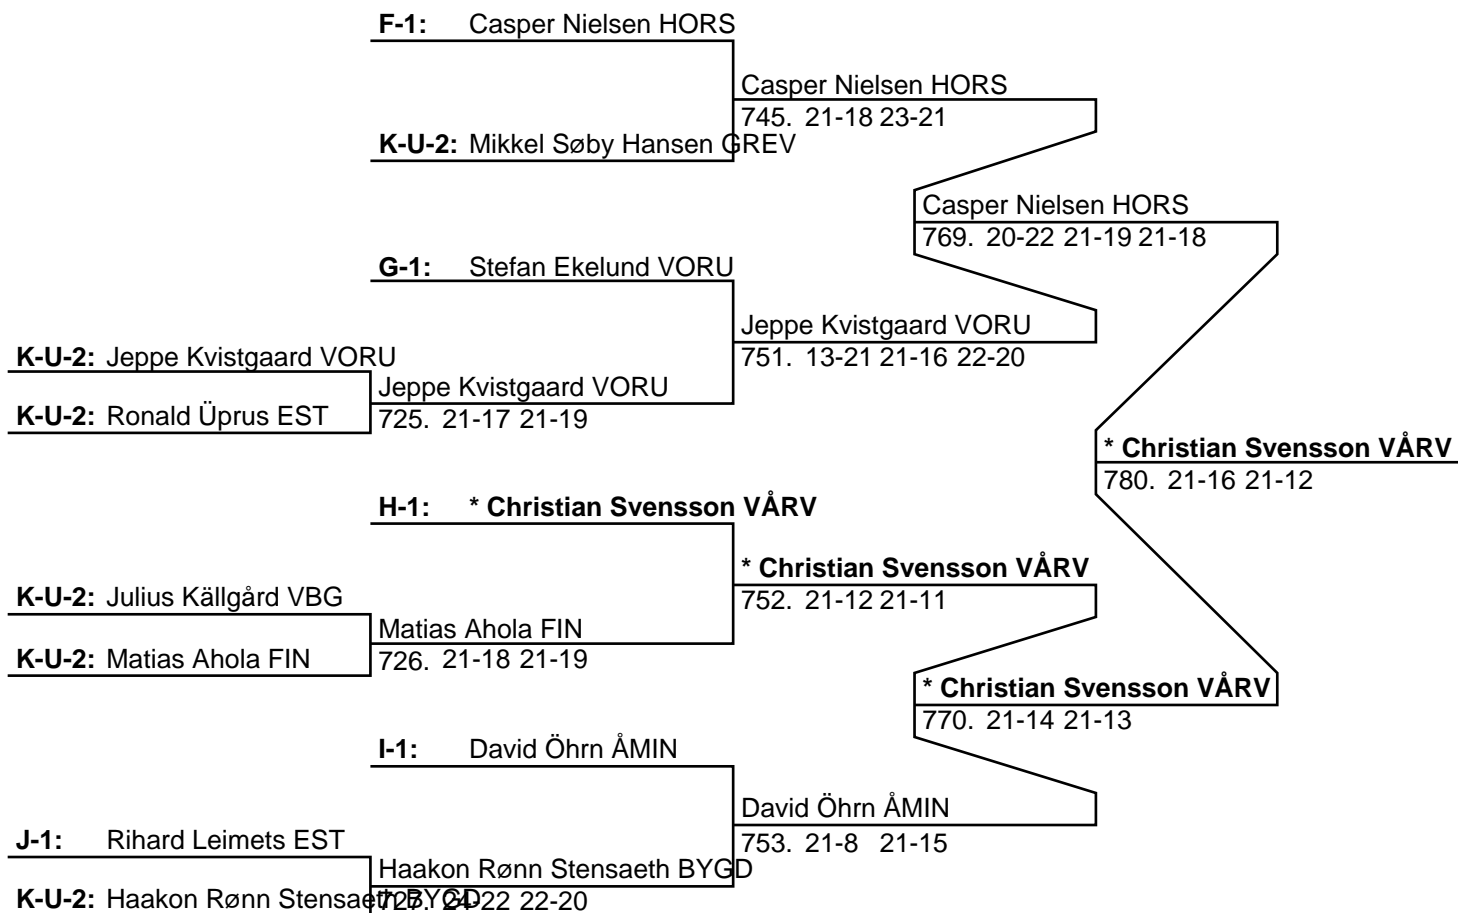 F-1: Casper Nielsen HORS
Casper Nielsen HORS
745. 21-18 23-21
K-U-2: Mikkel Søby Hansen GREV
Casper Nielsen HORS
769. 20-22 21-19 21-18
G-1: Stefan Ekelund VORU
Jeppe Kvistgaard VORU
751. 13-21 21-16 22-20
K-U-2: Jeppe Kvistgaard VORU
Jeppe Kvistgaard VORU
K-U-2: Ronald Üprus EST
725. 21-17 21-19
* Christian Svensson VÅRV
780. 21-16 21-12
H-1: * Christian Svensson VÅRV
* Christian Svensson VÅRV
752. 21-12 21-11
K-U-2: Julius Källgård VBG
Matias Ahola FIN
K-U-2: Matias Ahola FIN
726. 21-18 21-19
* Christian Svensson VÅRV
770. 21-14 21-13
I-1: David Öhrn ÅMIN
David Öhrn ÅMIN
753. 21-8 21-15
J-1: Rihard Leimets EST
Haakon Rønn Stensaeth BYGD
K-U-2: Haakon Rønn Stensaeth BYGD
727. 24-22 22-20